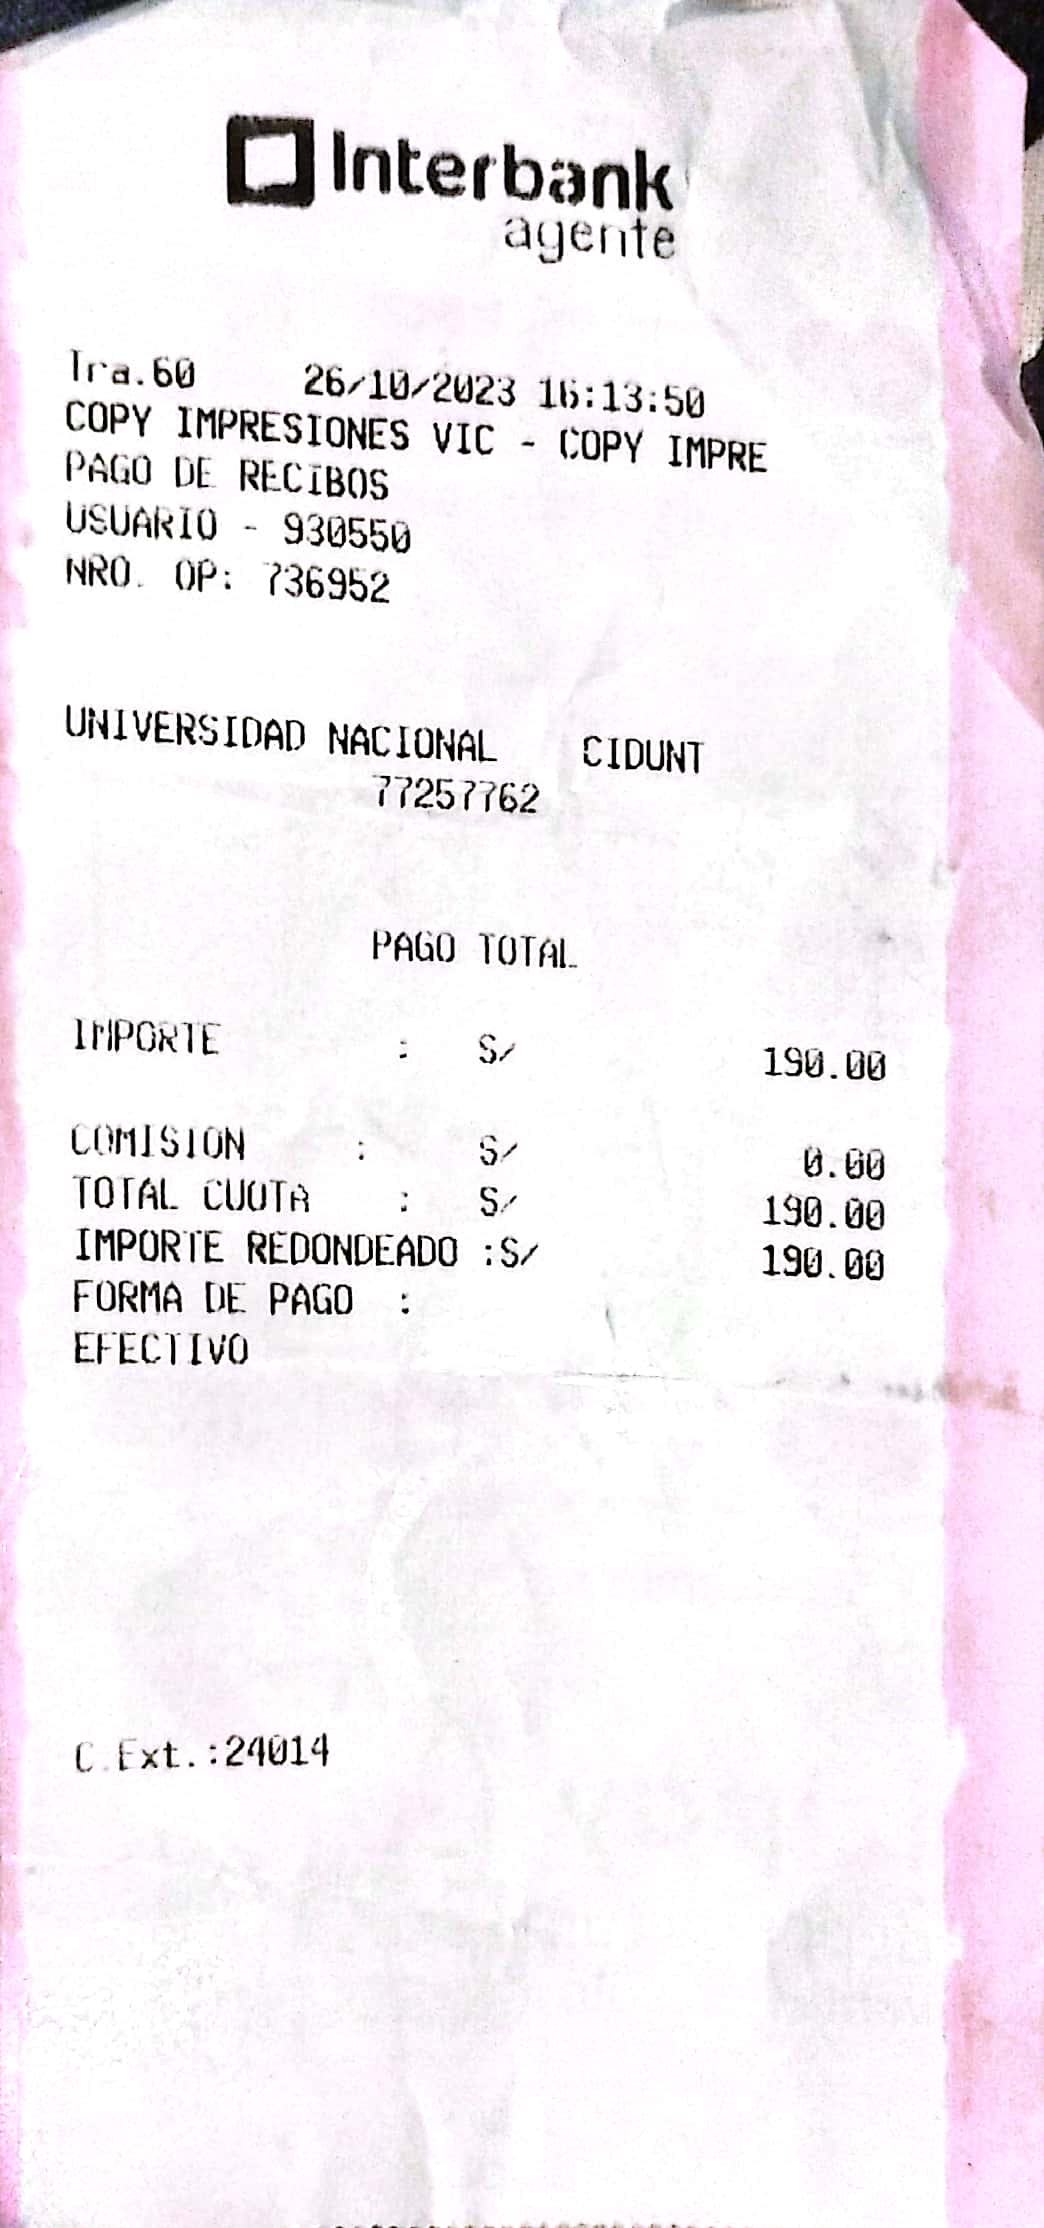 Interbank
agente
Tra.60 26/10/2023 16:13:50
COPY IMPRESIONES VIC - COPY IMPRE
PAGO DE RECIBOS
USUARIO - 930550
NRO. OP: 736952
UNIVERSIDAD NACIONAL CIDUNT
77257762
PAGO TOTAL
IMPORTE : S/ 190.00
COMISION : S/ 0.00
TOTAL CUOTA : S/ 190.00
IMPORTE REDONDEADO :S/ 190.00
FORMA DE PAGO :
EFECTIVO
C.Ext.:24014